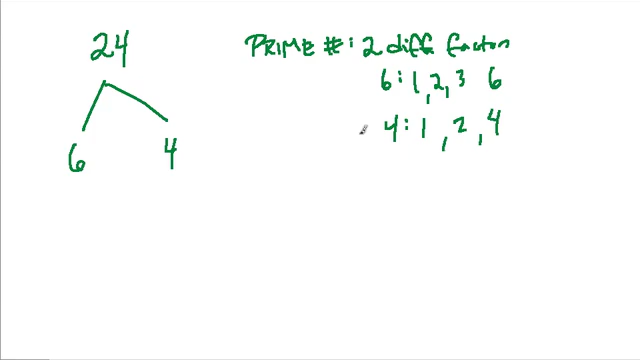 24
6 4
PRIME #: 2 diff. factors
6: 1, 2, 3 6
4: 1, 2, 4